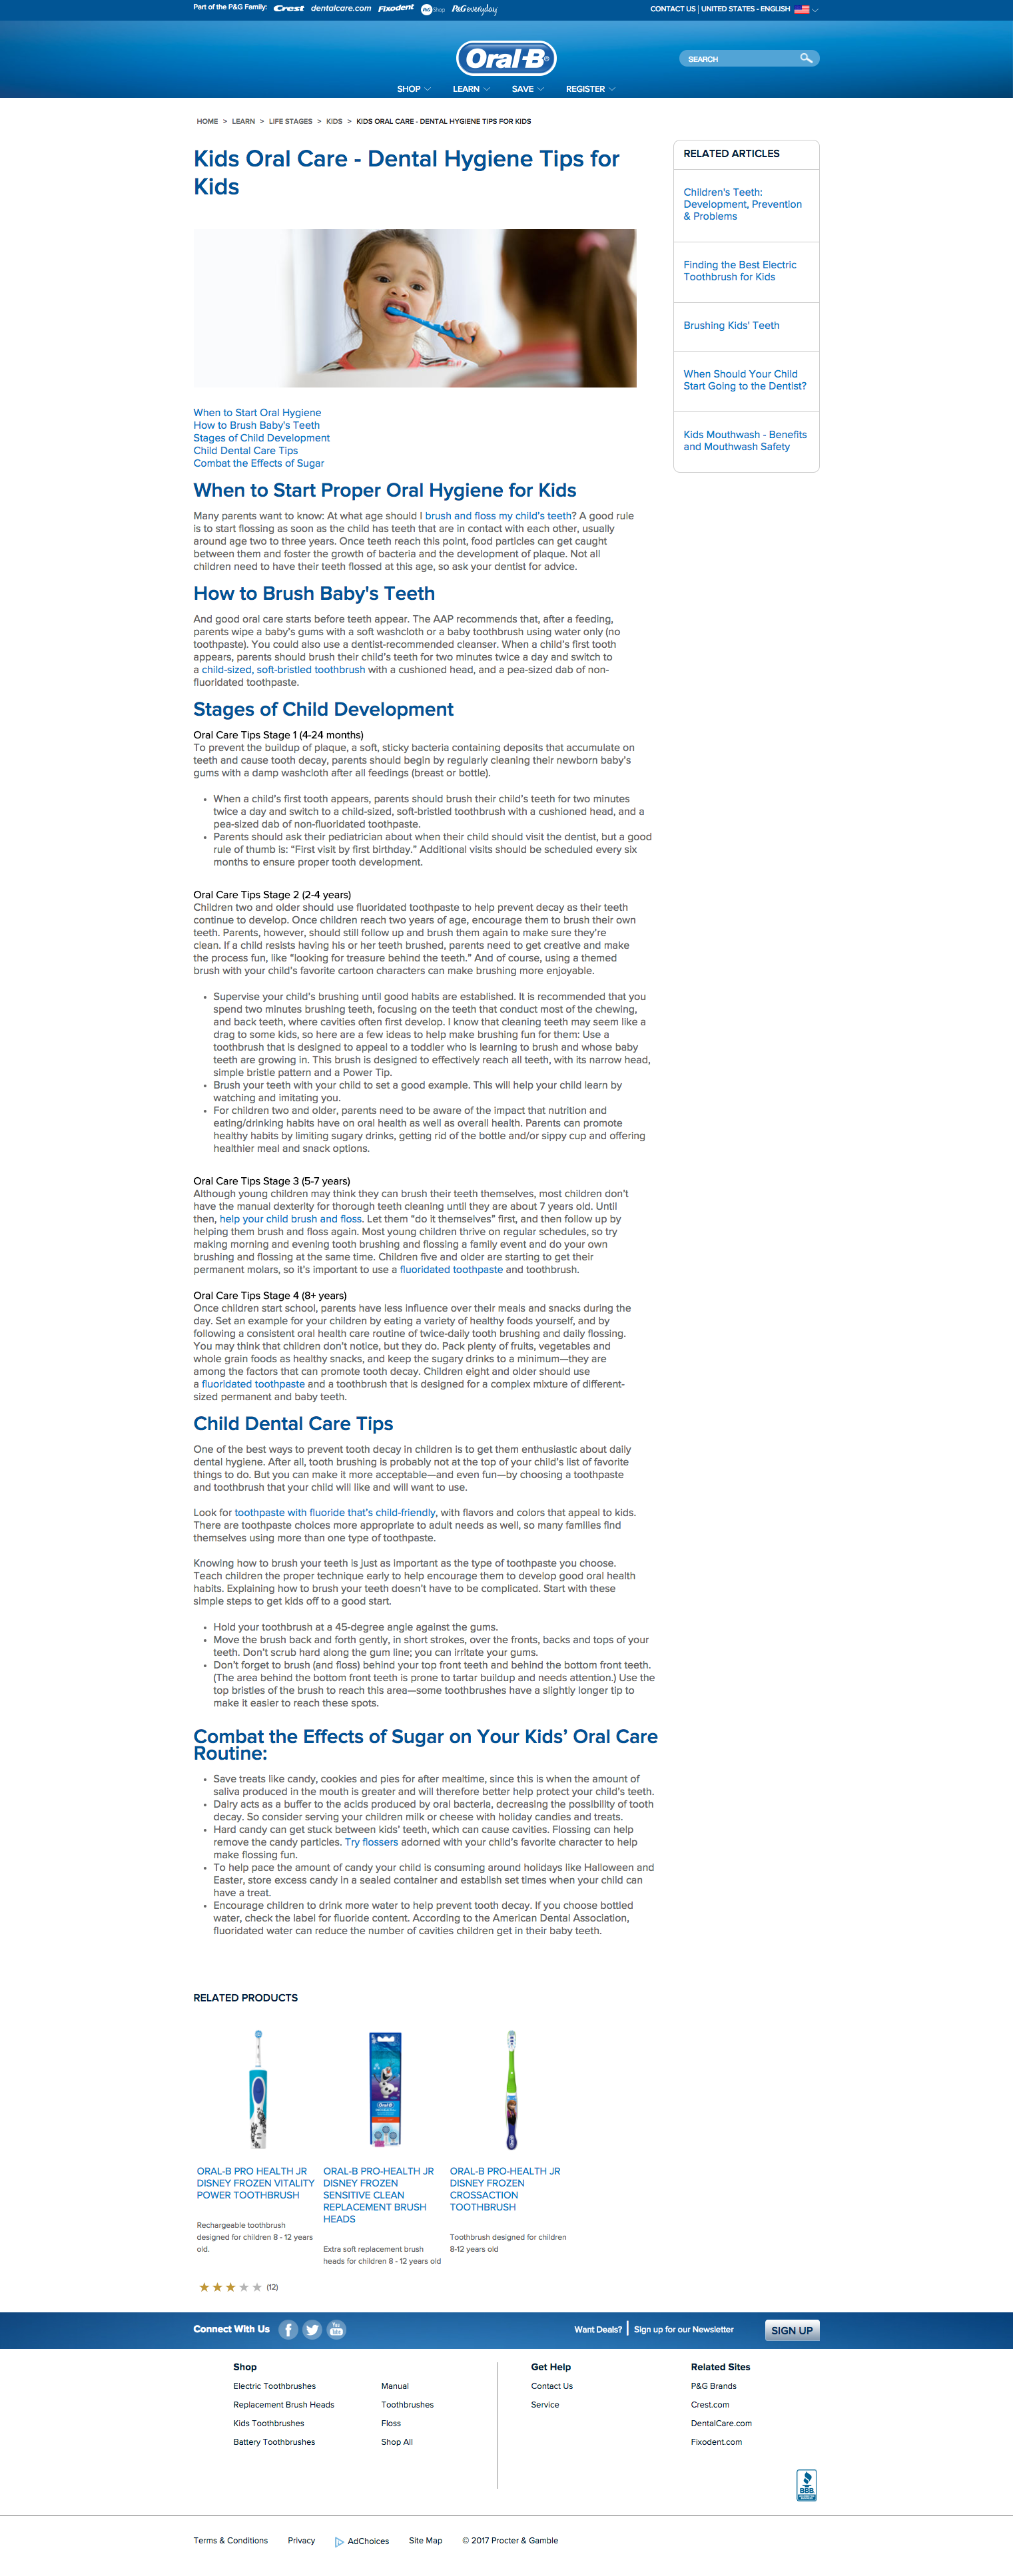 Part of the P&G Family: Crest dentalcare.com Fixodent P&G Shop P&G everyday
CONTACT US | UNITED STATES - ENGLISH
Oral-B®
SEARCH
SHOP LEARN SAVE REGISTER
HOME > LEARN > LIFE STAGES > KIDS > KIDS ORAL CARE - DENTAL HYGIENE TIPS FOR KIDS
Kids Oral Care - Dental Hygiene Tips for
Kids
RELATED ARTICLES
Children's Teeth:
Development, Prevention
& Problems
Finding the Best Electric
Toothbrush for Kids
Brushing Kids' Teeth
When Should Your Child
Start Going to the Dentist?
Kids Mouthwash - Benefits
and Mouthwash Safety
When to Start Oral Hygiene
How to Brush Baby's Teeth
Stages of Child Development
Child Dental Care Tips
Combat the Effects of Sugar
When to Start Proper Oral Hygiene for Kids
Many parents want to know: At what age should I brush and floss my child's teeth? A good rule
is to start flossing as soon as the child has teeth that are in contact with each other, usually
around age two to three years. Once teeth reach this point, food particles can get caught
between them and foster the growth of bacteria and the development of plaque. Not all
children need to have their teeth flossed at this age, so ask your dentist for advice.
How to Brush Baby's Teeth
And good oral care starts before teeth appear. The AAP recommends that, after a feeding,
parents wipe a baby's gums with a soft washcloth or a baby toothbrush using water only (no
toothpaste). You could also use a dentist-recommended cleanser. When a child's first tooth
appears, parents should brush their child's teeth for two minutes twice a day and switch to
a child-sized, soft-bristled toothbrush with a cushioned head, and a pea-sized dab of non-
fluoridated toothpaste.
Stages of Child Development
Oral Care Tips Stage 1 (4-24 months)
To prevent the buildup of plaque, a soft, sticky bacteria containing deposits that accumulate on
teeth and cause tooth decay, parents should begin by regularly cleaning their newborn baby's
gums with a damp washcloth after all feedings (breast or bottle).
• When a child's first tooth appears, parents should brush their child's teeth for two minutes
twice a day and switch to a child-sized, soft-bristled toothbrush with a cushioned head, and a
pea-sized dab of non-fluoridated toothpaste.
• Parents should ask their pediatrician about when their child should visit the dentist, but a good
rule of thumb is: “First visit by first birthday.” Additional visits should be scheduled every six
months to ensure proper tooth development.
Oral Care Tips Stage 2 (2-4 years)
Children two and older should use fluoridated toothpaste to help prevent decay as their teeth
continue to develop. Once children reach two years of age, encourage them to brush their own
teeth. Parents, however, should still follow up and brush them again to make sure they're
clean. If a child resists having his or her teeth brushed, parents need to get creative and make
the process fun, like “looking for treasure behind the teeth.” And of course, using a themed
brush with your child's favorite cartoon characters can make brushing more enjoyable.
• Supervise your child's brushing until good habits are established. It is recommended that you
spend two minutes brushing teeth, focusing on the teeth that conduct most of the chewing,
and back teeth, where cavities often first develop. I know that cleaning teeth may seem like a
drag to some kids, so here are a few ideas to help make brushing fun for them: Use a
toothbrush that is designed to appeal to a toddler who is learning to brush and whose baby
teeth are growing in. This brush is designed to effectively reach all teeth, with its narrow head,
simple bristle pattern and a Power Tip.
• Brush your teeth with your child to set a good example. This will help your child learn by
watching and imitating you.
• For children two and older, parents need to be aware of the impact that nutrition and
eating/drinking habits have on oral health as well as overall health. Parents can promote
healthy habits by limiting sugary drinks, getting rid of the bottle and/or sippy cup and offering
healthier meal and snack options.
Oral Care Tips Stage 3 (5-7 years)
Although young children may think they can brush their teeth themselves, most children don't
have the manual dexterity for thorough teeth cleaning until they are about 7 years old. Until
then, help your child brush and floss. Let them “do it themselves” first, and then follow up by
helping them brush and floss again. Most young children thrive on regular schedules, so try
making morning and evening tooth brushing and flossing a family event and do your own
brushing and flossing at the same time. Children five and older are starting to get their
permanent molars, so it's important to use a fluoridated toothpaste and toothbrush.
Oral Care Tips Stage 4 (8+ years)
Once children start school, parents have less influence over their meals and snacks during the
day. Set an example for your children by eating a variety of healthy foods yourself, and by
following a consistent oral health care routine of twice-daily tooth brushing and daily flossing.
You may think that children don't notice, but they do. Pack plenty of fruits, vegetables and
whole grain foods as healthy snacks, and keep the sugary drinks to a minimum—they are
among the factors that can promote tooth decay. Children eight and older should use
a fluoridated toothpaste and a toothbrush that is designed for a complex mixture of different-
sized permanent and baby teeth.
Child Dental Care Tips
One of the best ways to prevent tooth decay in children is to get them enthusiastic about daily
dental hygiene. After all, tooth brushing is probably not at the top of your child's list of favorite
things to do. But you can make it more acceptable—and even fun—by choosing a toothpaste
and toothbrush that your child will like and will want to use.
Look for toothpaste with fluoride that's child-friendly, with flavors and colors that appeal to kids.
There are toothpaste choices more appropriate to adult needs as well, so many families find
themselves using more than one type of toothpaste.
Knowing how to brush your teeth is just as important as the type of toothpaste you choose.
Teach children the proper technique early to help encourage them to develop good oral health
habits. Explaining how to brush your teeth doesn't have to be complicated. Start with these
simple steps to get kids off to a good start.
• Hold your toothbrush at a 45-degree angle against the gums.
• Move the brush back and forth gently, in short strokes, over the fronts, backs and tops of your
teeth. Don't scrub hard along the gum line; you can irritate your gums.
• Don't forget to brush (and floss) behind your top front teeth and behind the bottom front teeth.
(The area behind the bottom front teeth is prone to tartar buildup and needs attention.) Use the
top bristles of the brush to reach this area—some toothbrushes have a slightly longer tip to
make it easier to reach these spots.
Combat the Effects of Sugar on Your Kids’ Oral Care
Routine:
• Save treats like candy, cookies and pies for after mealtime, since this is when the amount of
saliva produced in the mouth is greater and will therefore better help protect your child's teeth.
• Dairy acts as a buffer to the acids produced by oral bacteria, decreasing the possibility of tooth
decay. So consider serving your children milk or cheese with holiday candies and treats.
• Hard candy can get stuck between kids' teeth, which can cause cavities. Flossing can help
remove the candy particles. Try flossers adorned with your child's favorite character to help
make flossing fun.
• To help pace the amount of candy your child is consuming around holidays like Halloween and
Easter, store excess candy in a sealed container and establish set times when your child can
have a treat.
• Encourage children to drink more water to help prevent tooth decay. If you choose bottled
water, check the label for fluoride content. According to the American Dental Association,
fluoridated water can reduce the number of cavities children get in their baby teeth.
RELATED PRODUCTS
Oral-B
ORAL-B PRO HEALTH JR
DISNEY FROZEN VITALITY
POWER TOOTHBRUSH
Rechargeable toothbrush
designed for children 8 - 12 years
old.
(12)
ORAL-B PRO-HEALTH JR
DISNEY FROZEN
SENSITIVE CLEAN
REPLACEMENT BRUSH
HEADS
Extra soft replacement brush
heads for children 8 - 12 years old
ORAL-B PRO-HEALTH JR
DISNEY FROZEN
CROSSACTION
TOOTHBRUSH
Toothbrush designed for children
8-12 years old
Connect With Us
You Tube
Want Deals? | Sign up for our Newsletter
SIGN UP
Shop
Electric Toothbrushes
Replacement Brush Heads
Kids Toothbrushes
Battery Toothbrushes
Manual
Toothbrushes
Floss
Shop All
Get Help
Contact Us
Service
Related Sites
P&G Brands
Crest.com
DentalCare.com
Fixodent.com
BBB
Terms & Conditions Privacy AdChoices Site Map © 2017 Procter & Gamble